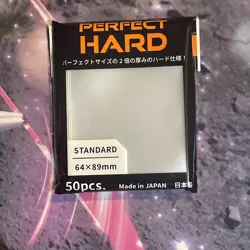 PERFECT
HARD
パーフェクトサイズの2倍の厚みのハード仕様!
STANDARD
64×89mm
50pcs.
Made in JAPAN
日本製